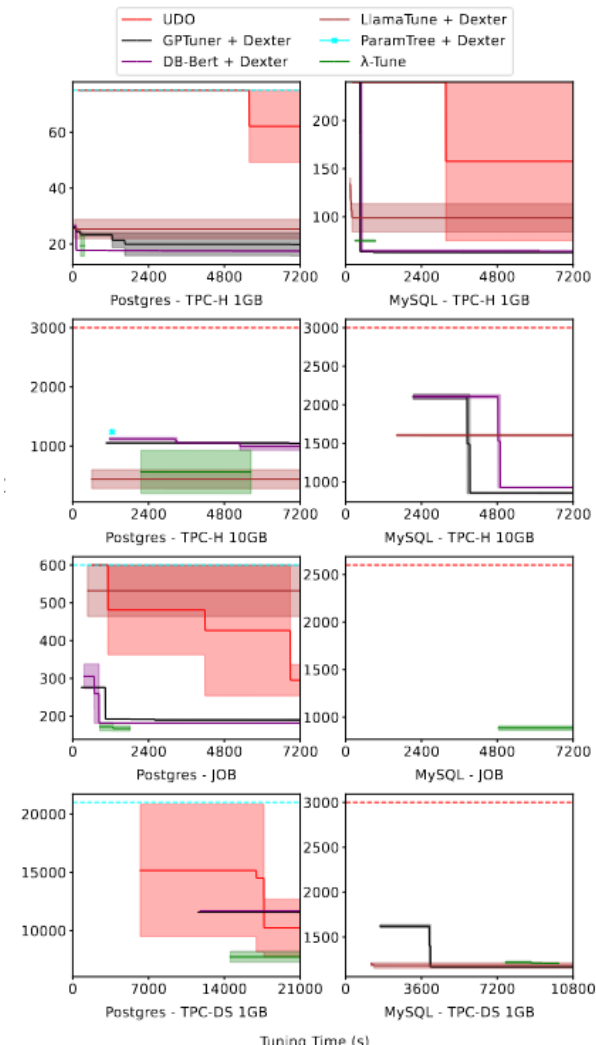 UDO
GPTuner + Dexter
DB-Bert + Dexter
LlamaTune + Dexter
ParamTree + Dexter
λ-Tune
60
40
20
0 2400 4800 7200
Postgres - TPC-H 1GB
200
150
100
0 2400 4800 7200
MySQL - TPC-H 1GB
3000
2000
1000
0 2400 4800 7200
Postgres - TPC-H 10GB
3000
2500
2000
1500
1000
0 2400 4800 7200
MySQL - TPC-H 10GB
600
500
400
300
200
0 2400 4800 7200
Postgres - JOB
2500
2000
1500
1000
0 2400 4800 7200
MySQL - JOB
20000
15000
10000
0 7000 14000 21000
Postgres - TPC-DS 1GB
3000
2500
2000
1500
0 3600 7200 10800
MySQL - TPC-DS 1GB
Tuning Time (s)